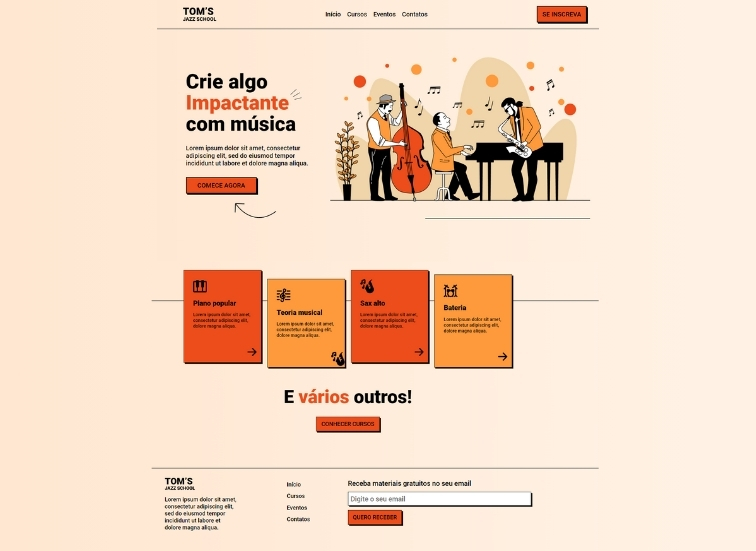 TOM'S
JAZZ SCHOOL
Início Cursos Eventos Contatos
SE INSCREVA
Crie algo
Impactante
com música
Lorem ipsum dolor sit amet, consectetur
adipiscing elit, sed do eiusmod tempor
incididunt ut labore et dolore magna aliqua.
COMECE AGORA
Piano popular
Lorem ipsum dolor sit amet,
consectetur adipiscing elit,
dolore magna aliqua.
Teoria musical
Lorem ipsum dolor sit amet,
consectetur adipiscing elit,
dolore magna aliqua.
Sax alto
Lorem ipsum dolor sit amet,
consectetur adipiscing elit,
dolore magna aliqua.
Bateria
Lorem ipsum dolor sit amet,
consectetur adipiscing elit,
dolore magna aliqua.
E vários outros!
CONHECER CURSOS
TOM'S
JAZZ SCHOOL
Lorem ipsum dolor sit amet,
consectetur adipiscing elit,
sed do eiusmod tempor
incididunt ut labore et
dolore magna aliqua.
Início
Cursos
Eventos
Contatos
Receba materiais gratuitos no seu email
Digite o seu email
QUERO RECEBER